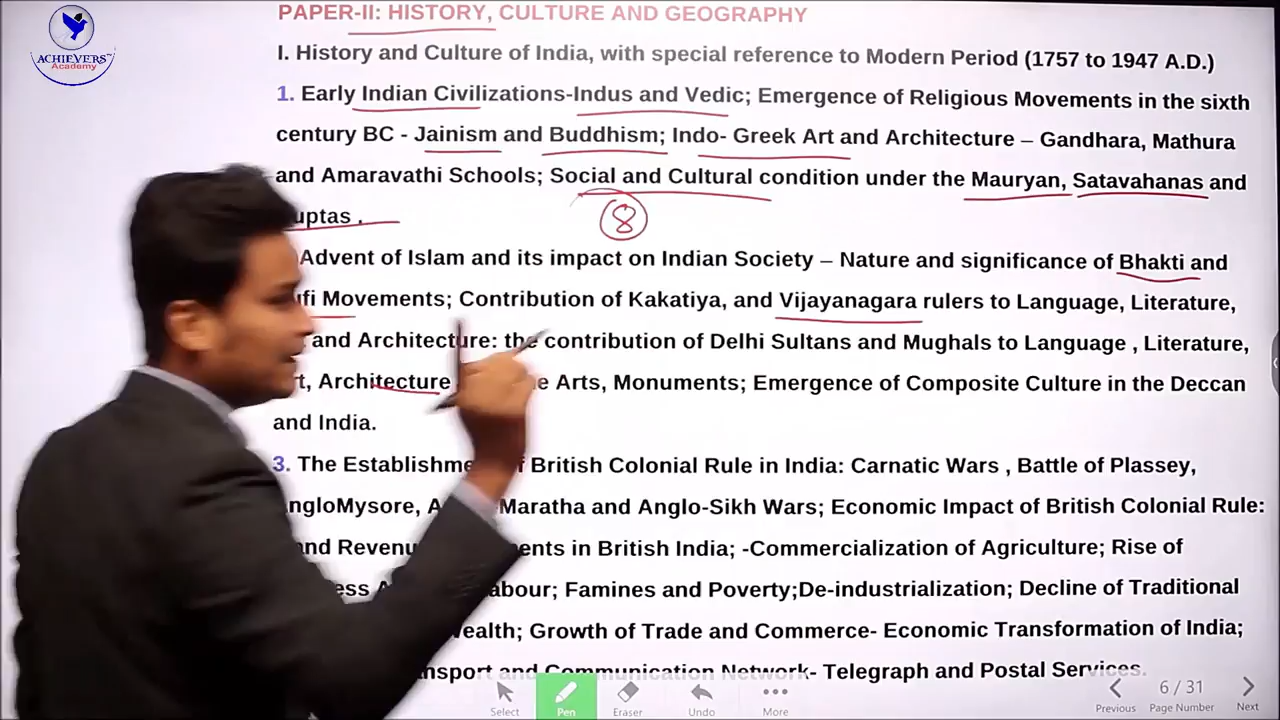 ACHIEVERS
Academy
PAPER-II: HISTORY, CULTURE AND GEOGRAPHY
I. History and Culture of India, with special reference to Modern Period (1757 to 1947 A.D.)
1. Early Indian Civilizations-Indus and Vedic; Emergence of Religious Movements in the sixth
century BC - Jainism and Buddhism; Indo- Greek Art and Architecture – Gandhara, Mathura
and Amaravathi Schools; Social and Cultural condition under the Mauryan, Satavahanas and
uptas .
8
Advent of Islam and its impact on Indian Society – Nature and significance of Bhakti and
ufi Movements; Contribution of Kakatiya, and Vijayanagara rulers to Language, Literature,
and Architecture: the contribution of Delhi Sultans and Mughals to Language , Literature,
rt, Architecture e Arts, Monuments; Emergence of Composite Culture in the Deccan
and India.
3. The Establishme f British Colonial Rule in India: Carnatic Wars , Battle of Plassey,
ngloMysore, A Maratha and Anglo-Sikh Wars; Economic Impact of British Colonial Rule:
nd Revenu ents in British India; -Commercialization of Agriculture; Rise of
ess A abour; Famines and Poverty;De-industrialization; Decline of Traditional
ealth; Growth of Trade and Commerce- Economic Transformation of India;
nsport and Communication Network- Telegraph and Postal Services.
Select Pen Eraser Undo More Previous 6 / 31 Page Number Next